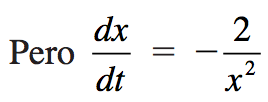 Pero dx/dt = −2/x²